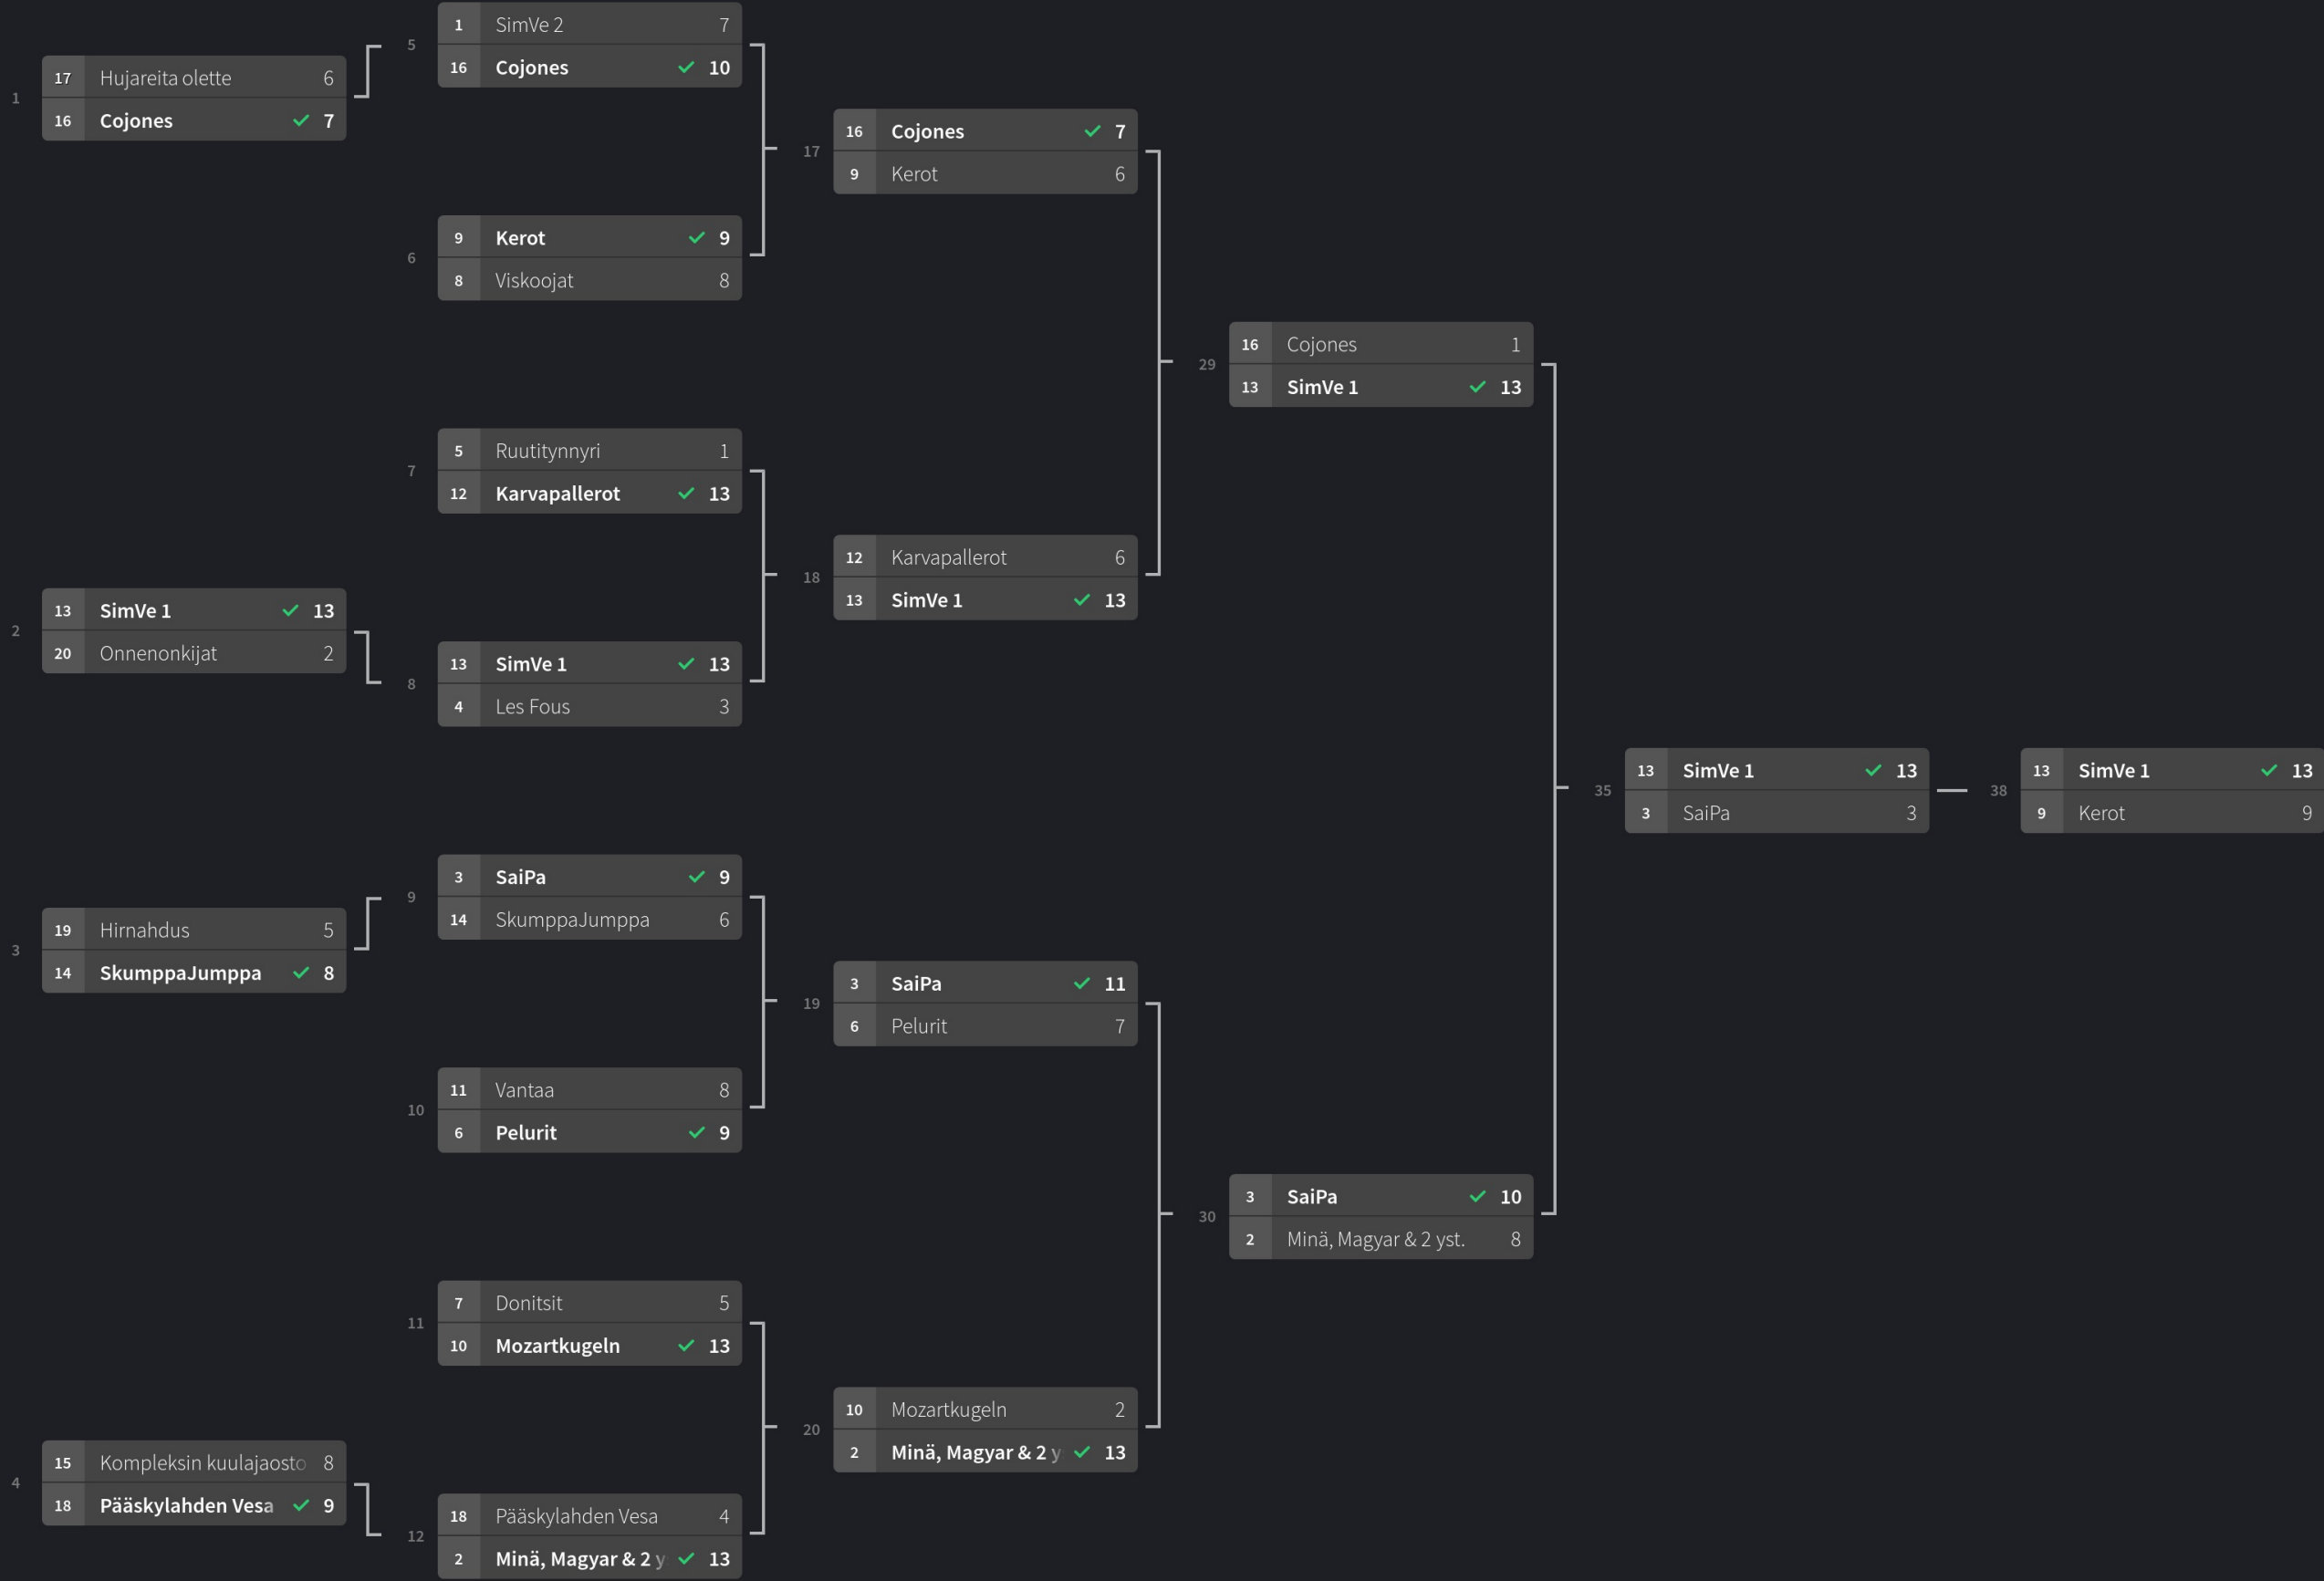 1
17 Hujareita olette 6
16 Cojones 7
2
13 SimVe 1 13
20 Onnenonkijat 2
3
19 Hirnahdus 5
14 SkumppaJumppa 8
4
15 Kompleksin kuulajaosto 8
18 Pääskylahden Vesa 9
5
1 SimVe 2 7
16 Cojones 10
6
9 Kerot 9
8 Viskoojat 8
7
5 Ruutitynnyri 1
12 Karvapallerot 13
8
13 SimVe 1 13
4 Les Fous 3
9
3 SaiPa 9
14 SkumppaJumppa 6
10
11 Vantaa 8
6 Pelurit 9
11
7 Donitsit 5
10 Mozartkugeln 13
12
18 Pääskylahden Vesa 4
2 Minä, Magyar & 2 y 13
17
16 Cojones 7
9 Kerot 6
18
12 Karvapallerot 6
13 SimVe 1 13
19
3 SaiPa 11
6 Pelurit 7
20
10 Mozartkugeln 2
2 Minä, Magyar & 2 y 13
29
16 Cojones 1
13 SimVe 1 13
30
3 SaiPa 10
2 Minä, Magyar & 2 yst. 8
35
13 SimVe 1 13
3 SaiPa 3
38
13 SimVe 1 13
9 Kerot 9